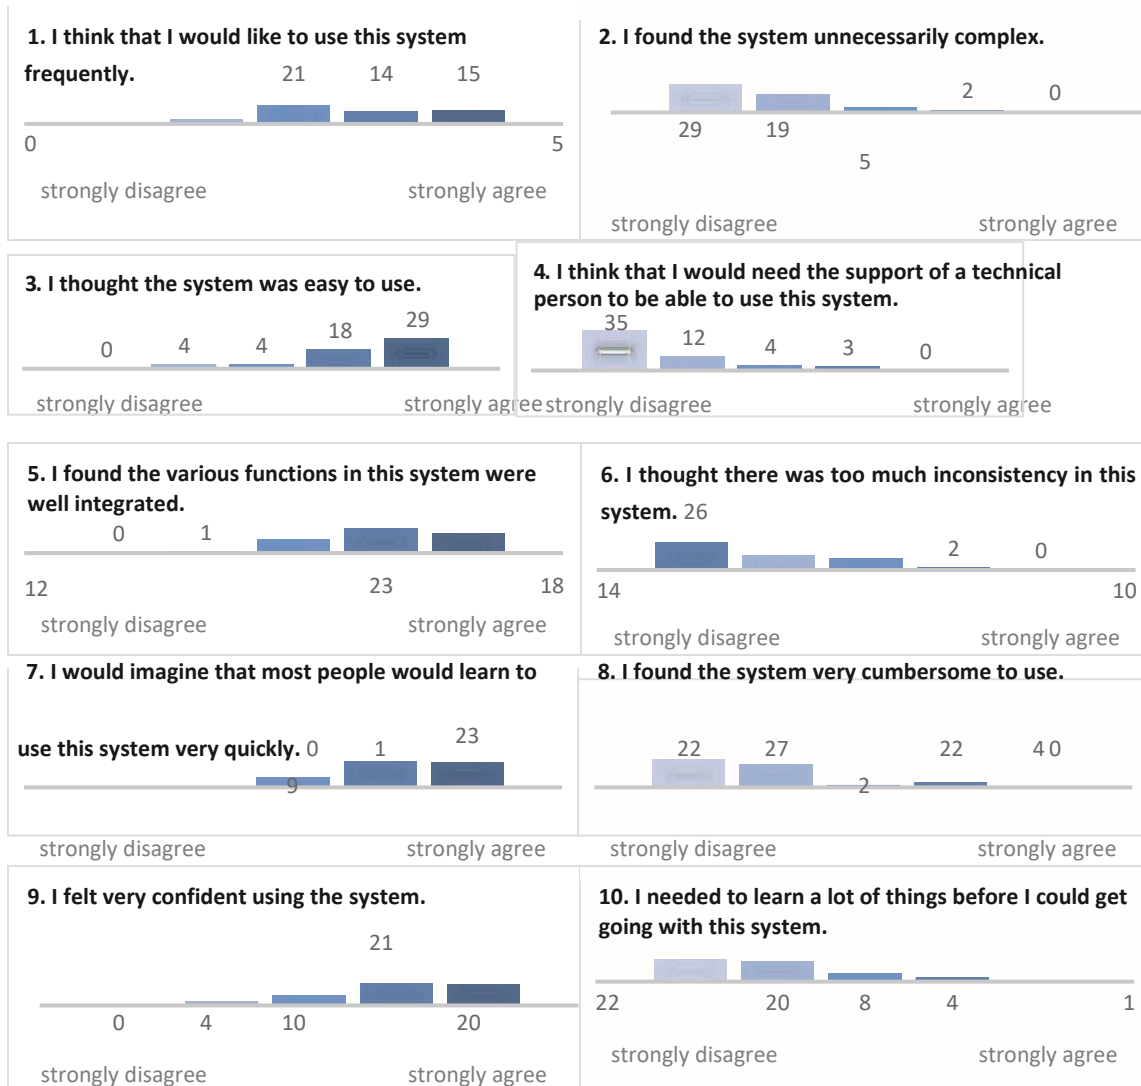 1. I think that I would like to use this system
frequently.
21 14 15
0 5
strongly disagree strongly agree
2. I found the system unnecessarily complex.
2 0
29 19
5
strongly disagree strongly agree
3. I thought the system was easy to use.
0 4 4 18 29
strongly disagree strongly agree
4. I think that I would need the support of a technical
person to be able to use this system.
35 12 4 3 0
strongly disagree strongly agree
5. I found the various functions in this system were
well integrated.
0 1
12 23 18
strongly disagree strongly agree
6. I thought there was too much inconsistency in this
system. 26
2 0
14 10
strongly disagree strongly agree
7. I would imagine that most people would learn to
use this system very quickly. 0 1 23
9
strongly disagree strongly agree
8. I found the system very cumbersome to use.
22 27 22 4 0
2
strongly disagree strongly agree
9. I felt very confident using the system.
21
0 4 10 20
strongly disagree strongly agree
10. I needed to learn a lot of things before I could get
going with this system.
22 20 8 4 1
strongly disagree strongly agree